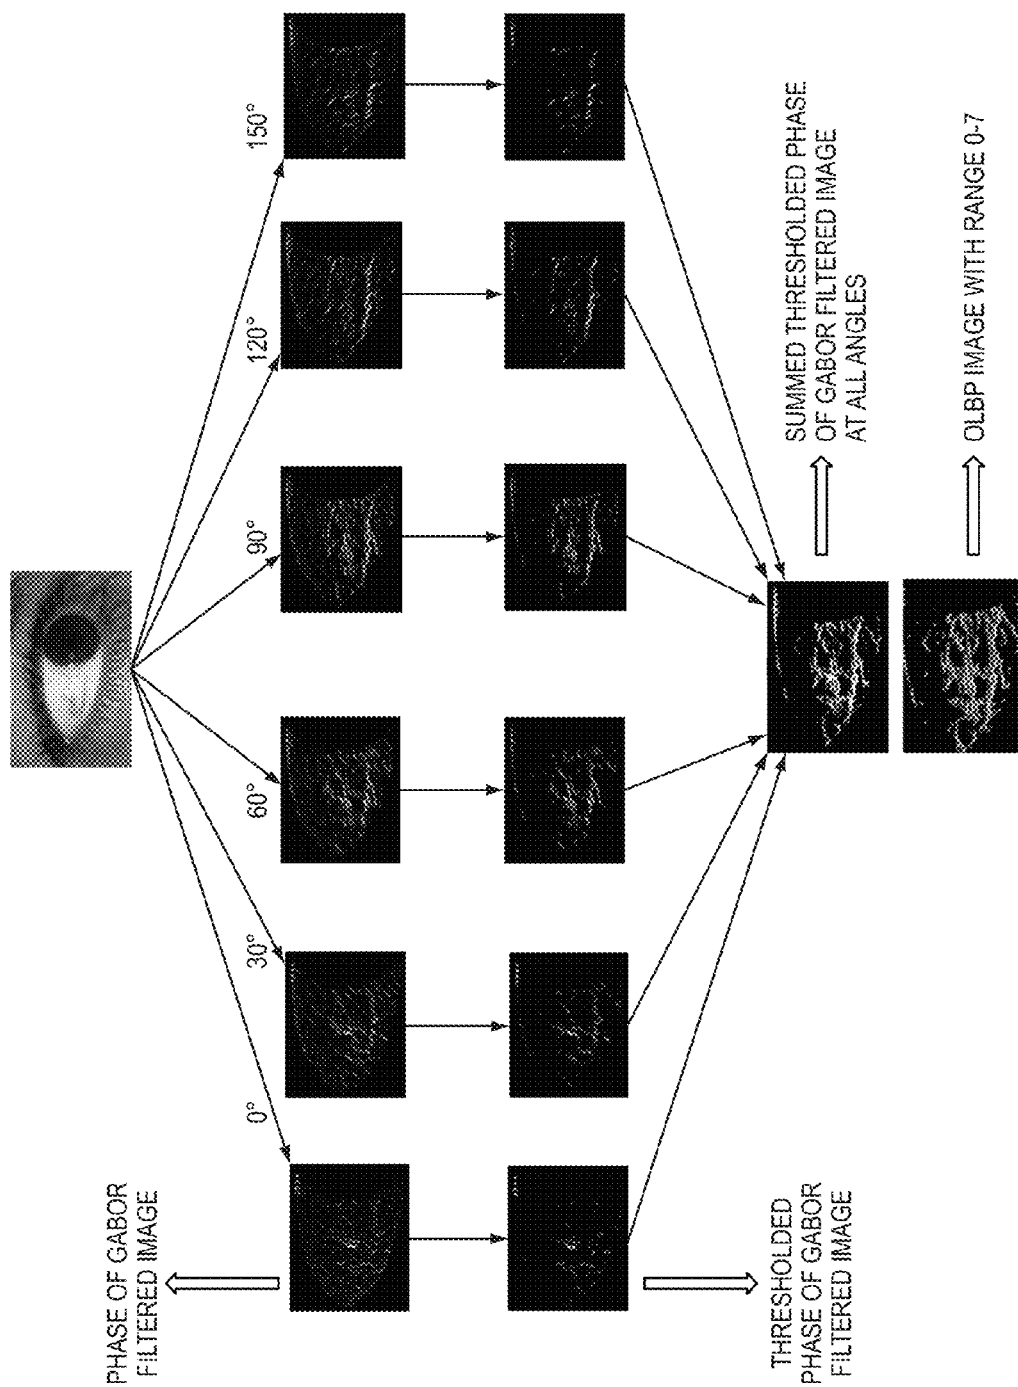 PHASE OF GABOR
FILTERED IMAGE
0°
30°
60°
90°
120°
150°
THRESHOLDED
PHASE OF GABOR
FILTERED IMAGE
SUMMED THRESHOLDED PHASE
OF GABOR FILTERED IMAGE
AT ALL ANGLES
OLBP IMAGE WITH RANGE 0-7